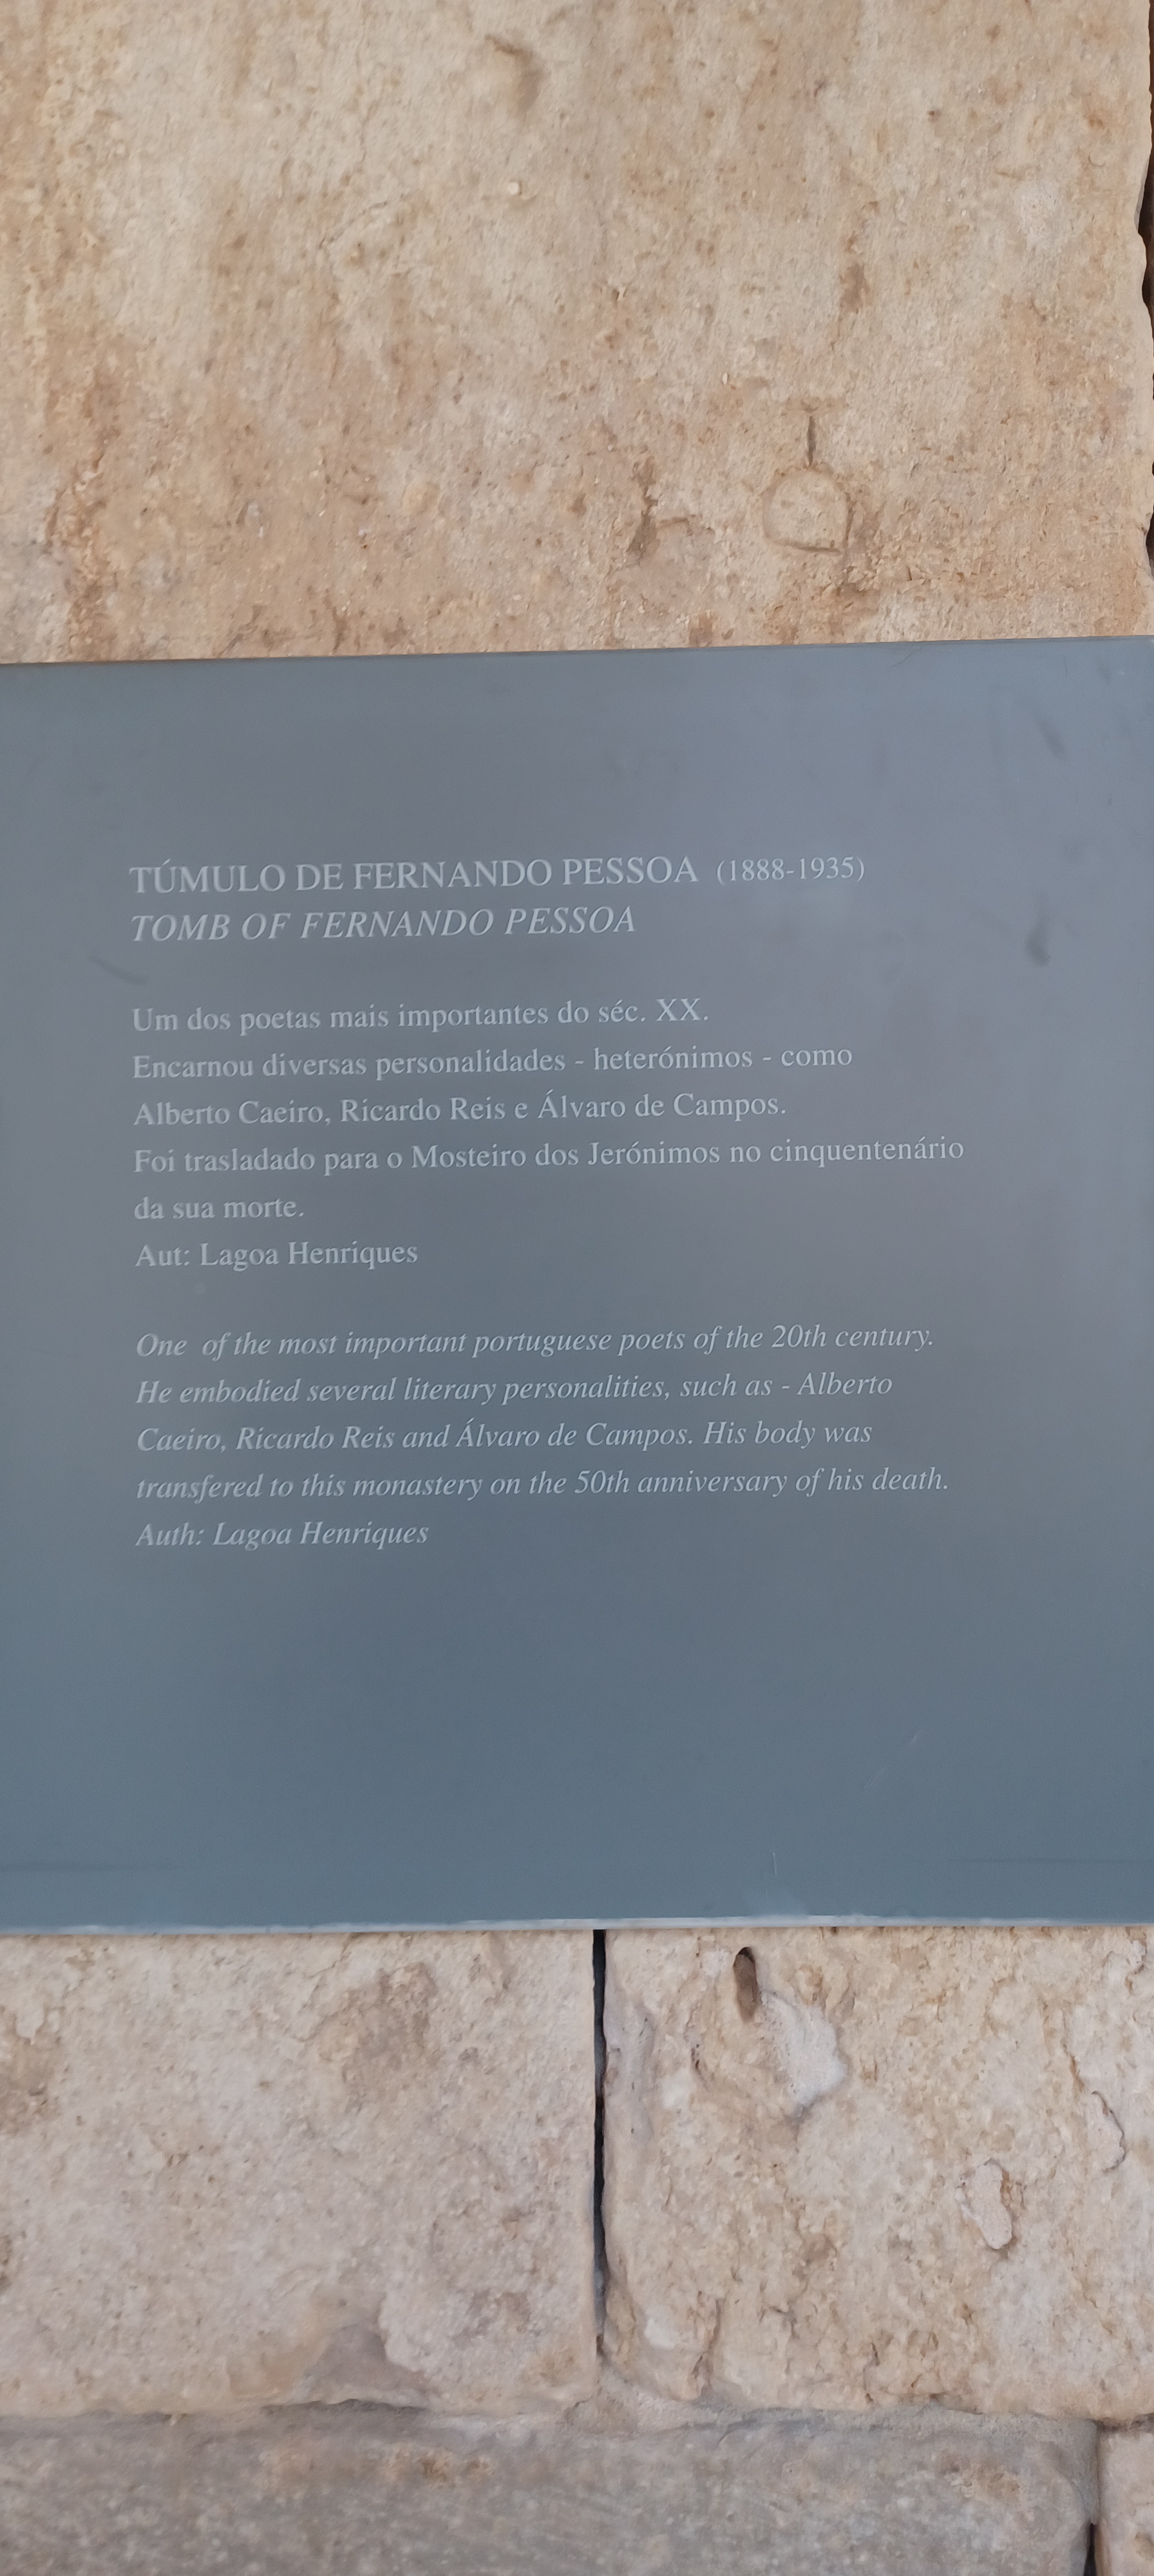 TÚMULO DE FERNANDO PESSOA (1888-1935)
TOMB OF FERNANDO PESSOA
Um dos poetas mais importantes do séc. XX.
Encarnou diversas personalidades - heterónimos - como
Alberto Caeiro, Ricardo Reis e Álvaro de Campos.
Foi trasladado para o Mosteiro dos Jerónimos no cinquentenário
da sua morte.
Aut: Lagoa Henriques
One of the most important portuguese poets of the 20th century.
He embodied several literary personalities, such as - Alberto
Caeiro, Ricardo Reis and Álvaro de Campos. His body was
transfered to this monastery on the 50th anniversary of his death.
Auth: Lagoa Henriques